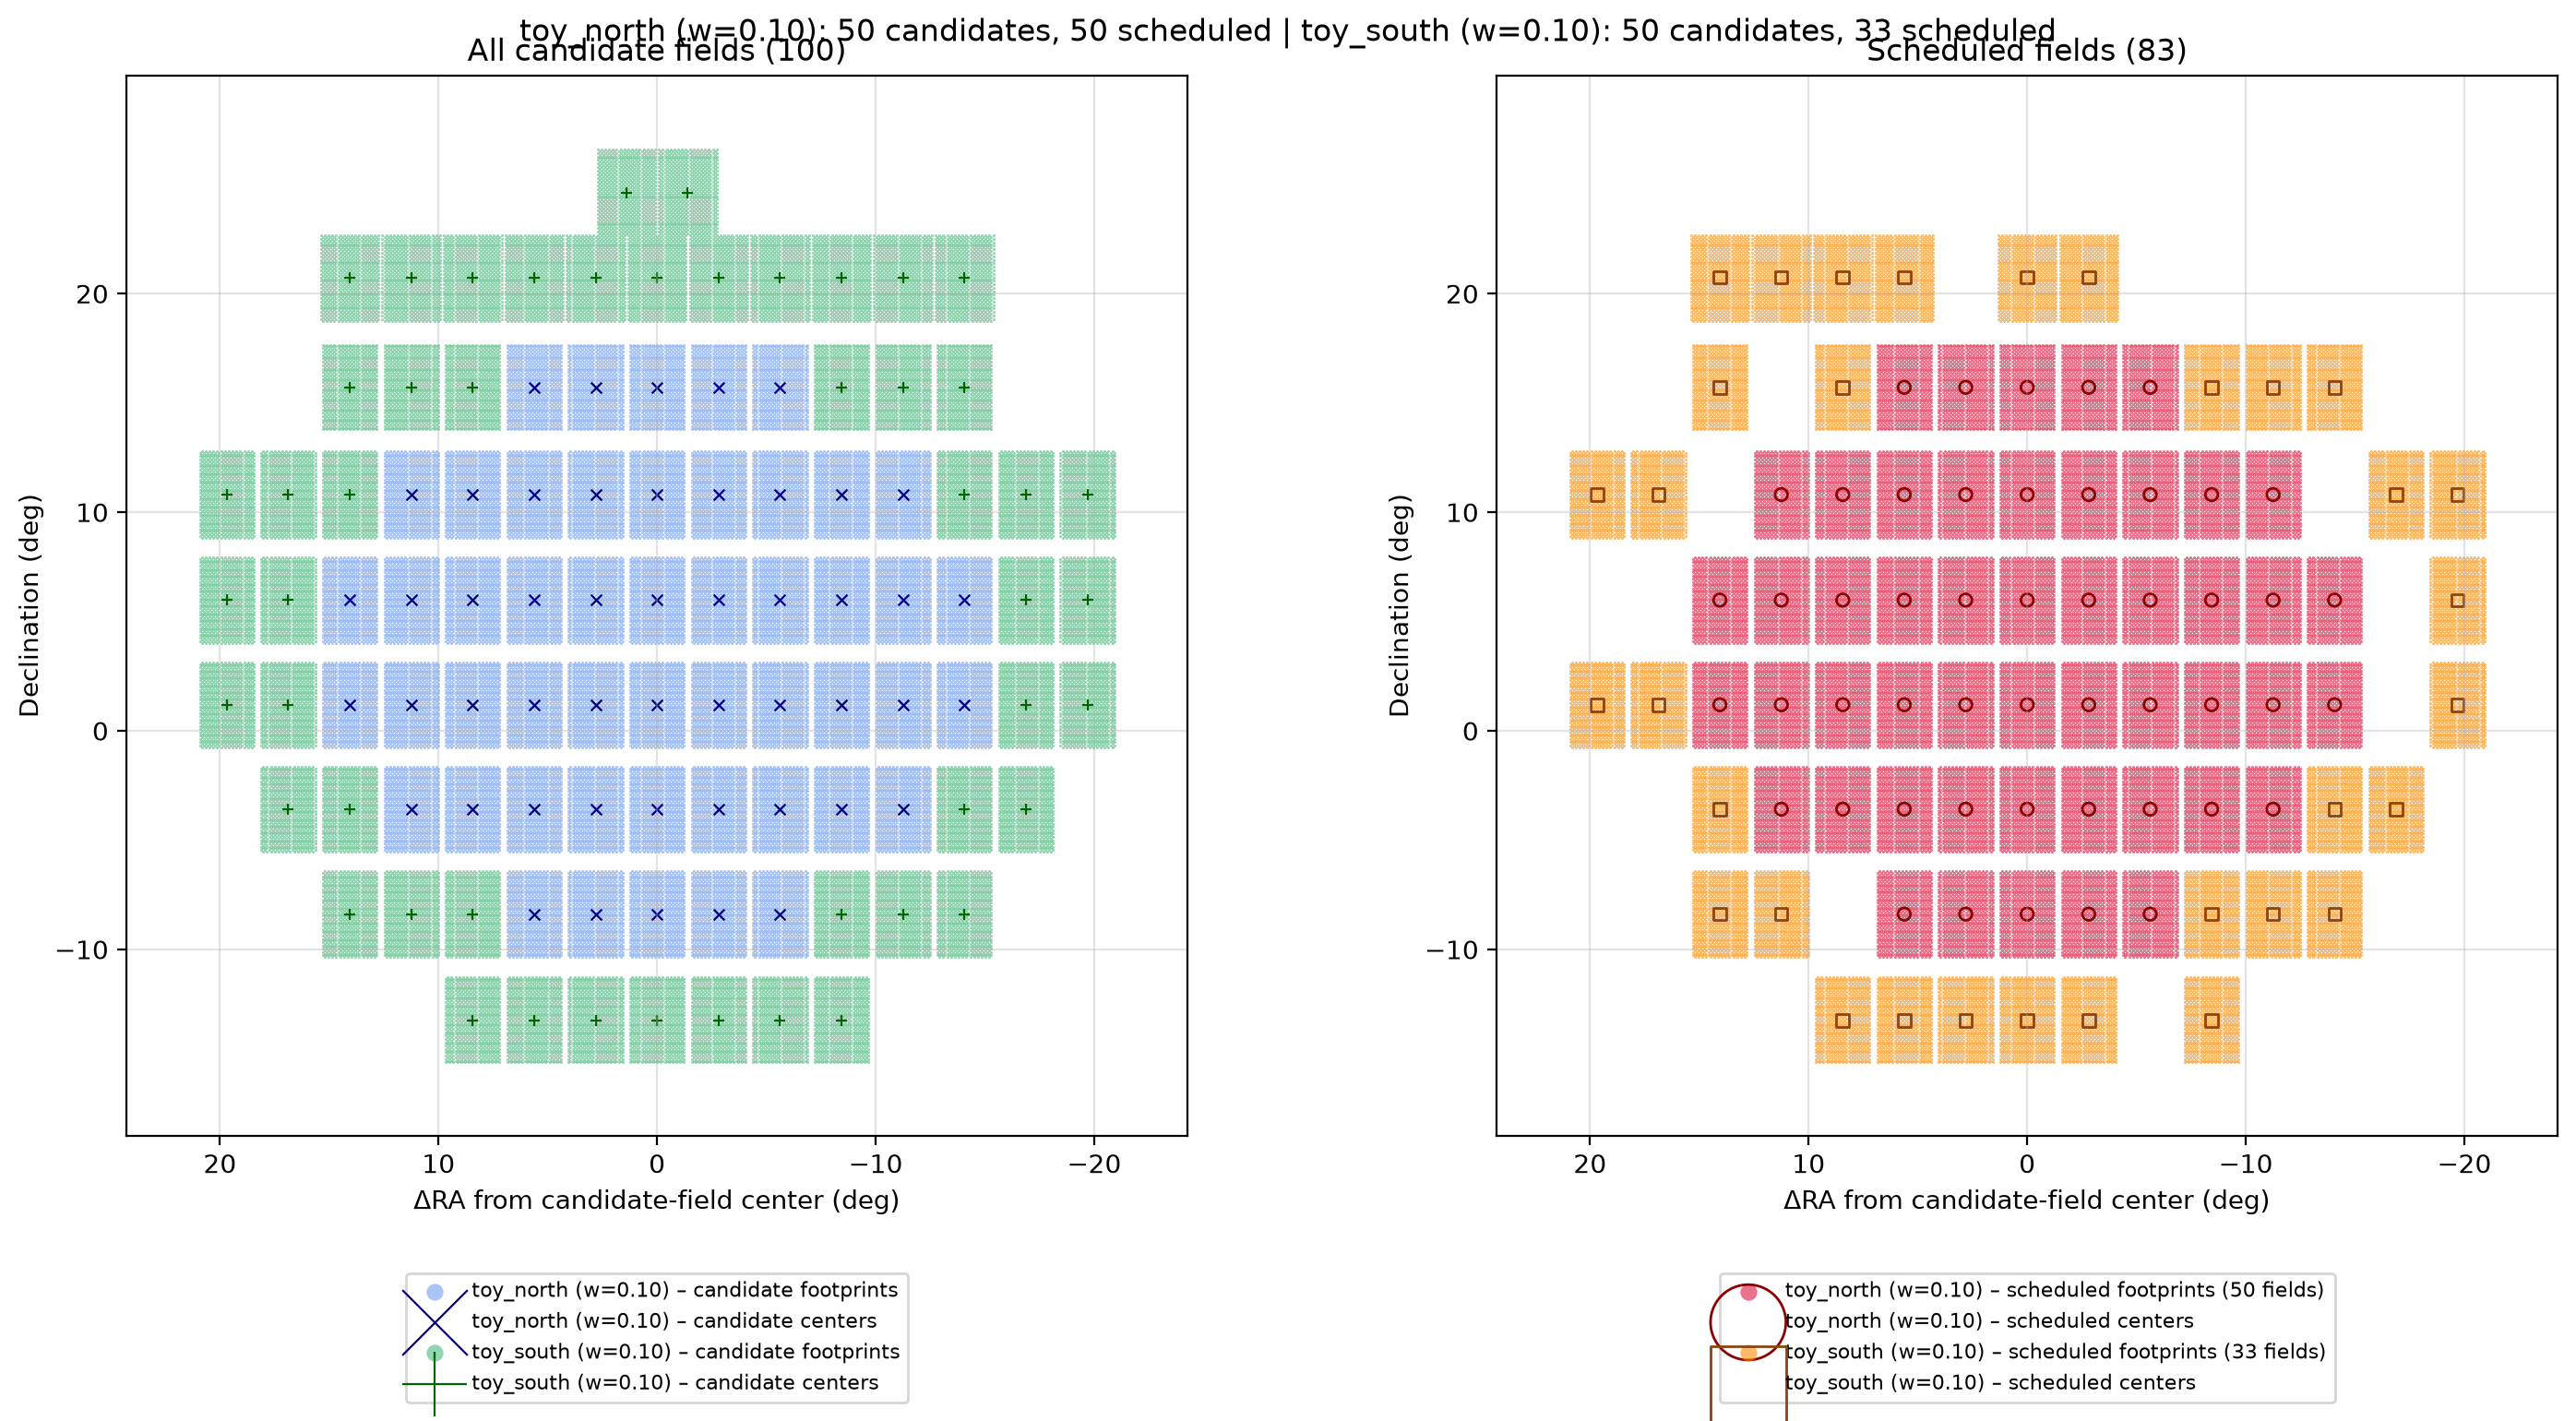 toy_north (w=0.10): 50 candidates, 50 scheduled | toy_south (w=0.10): 50 candidates, 33 scheduled
All candidate fields (100)
Scheduled fields (83)
Declination (deg)
20
10
0
−10
20
10
0
−10
−20
ΔRA from candidate-field center (deg)
toy_north (w=0.10) – candidate footprints
toy_north (w=0.10) – candidate centers
toy_south (w=0.10) – candidate footprints
toy_south (w=0.10) – candidate centers
Declination (deg)
20
10
0
−10
20
10
0
−10
−20
ΔRA from candidate-field center (deg)
toy_north (w=0.10) – scheduled footprints (50 fields)
toy_north (w=0.10) – scheduled centers
toy_south (w=0.10) – scheduled footprints (33 fields)
toy_south (w=0.10) – scheduled centers